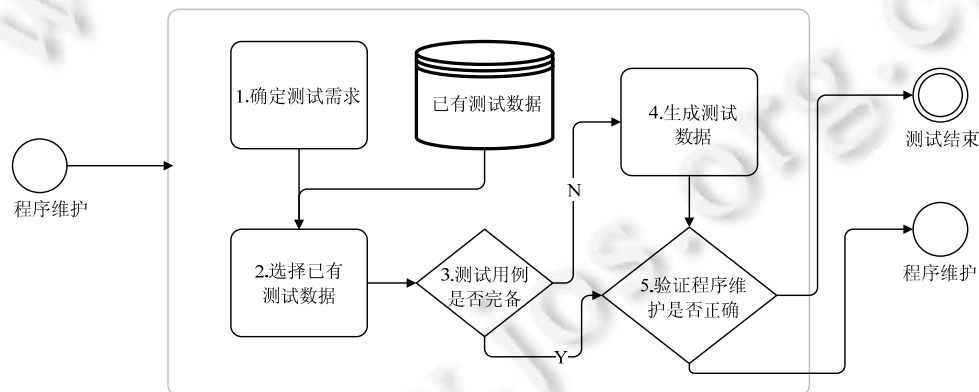 程序维护
1.确定测试需求
已有测试数据
2.选择已有
测试数据
3.测试用例
是否完备
N
Y
4.生成测试
数据
5.验证程序维
护是否正确
测试结束
程序维护
jos.org.c